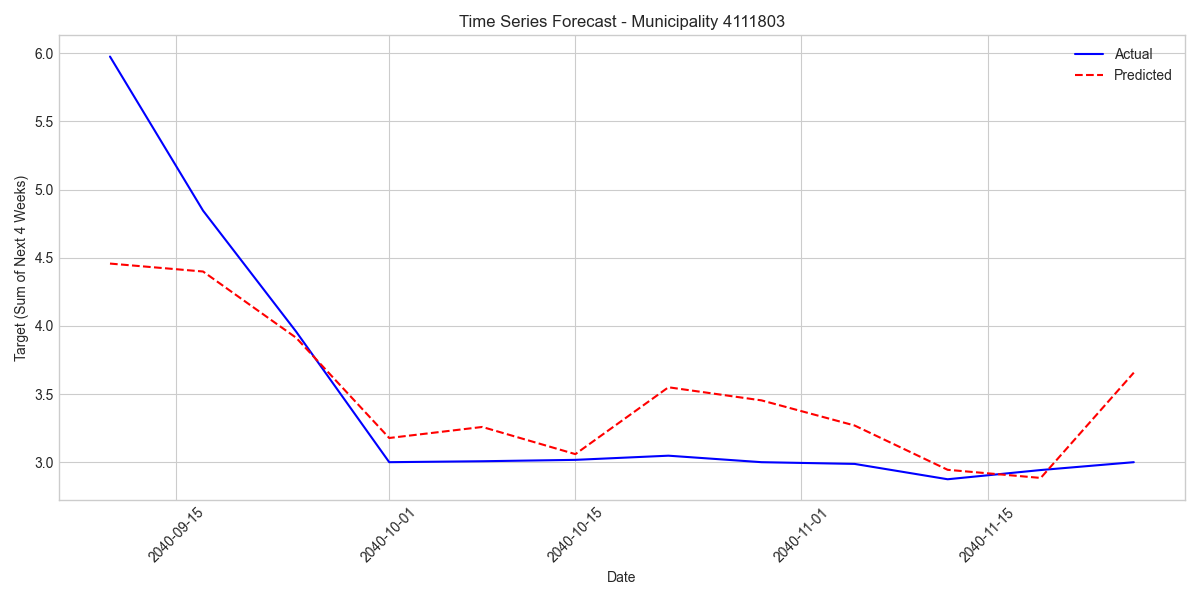 Time Series Forecast - Municipality 4111803
Actual
Predicted
Target (Sum of Next 4 Weeks)
6.0
5.5
5.0
4.5
4.0
3.5
3.0
2040-09-15
2040-10-01
2040-10-15
2040-11-01
2040-11-15
Date